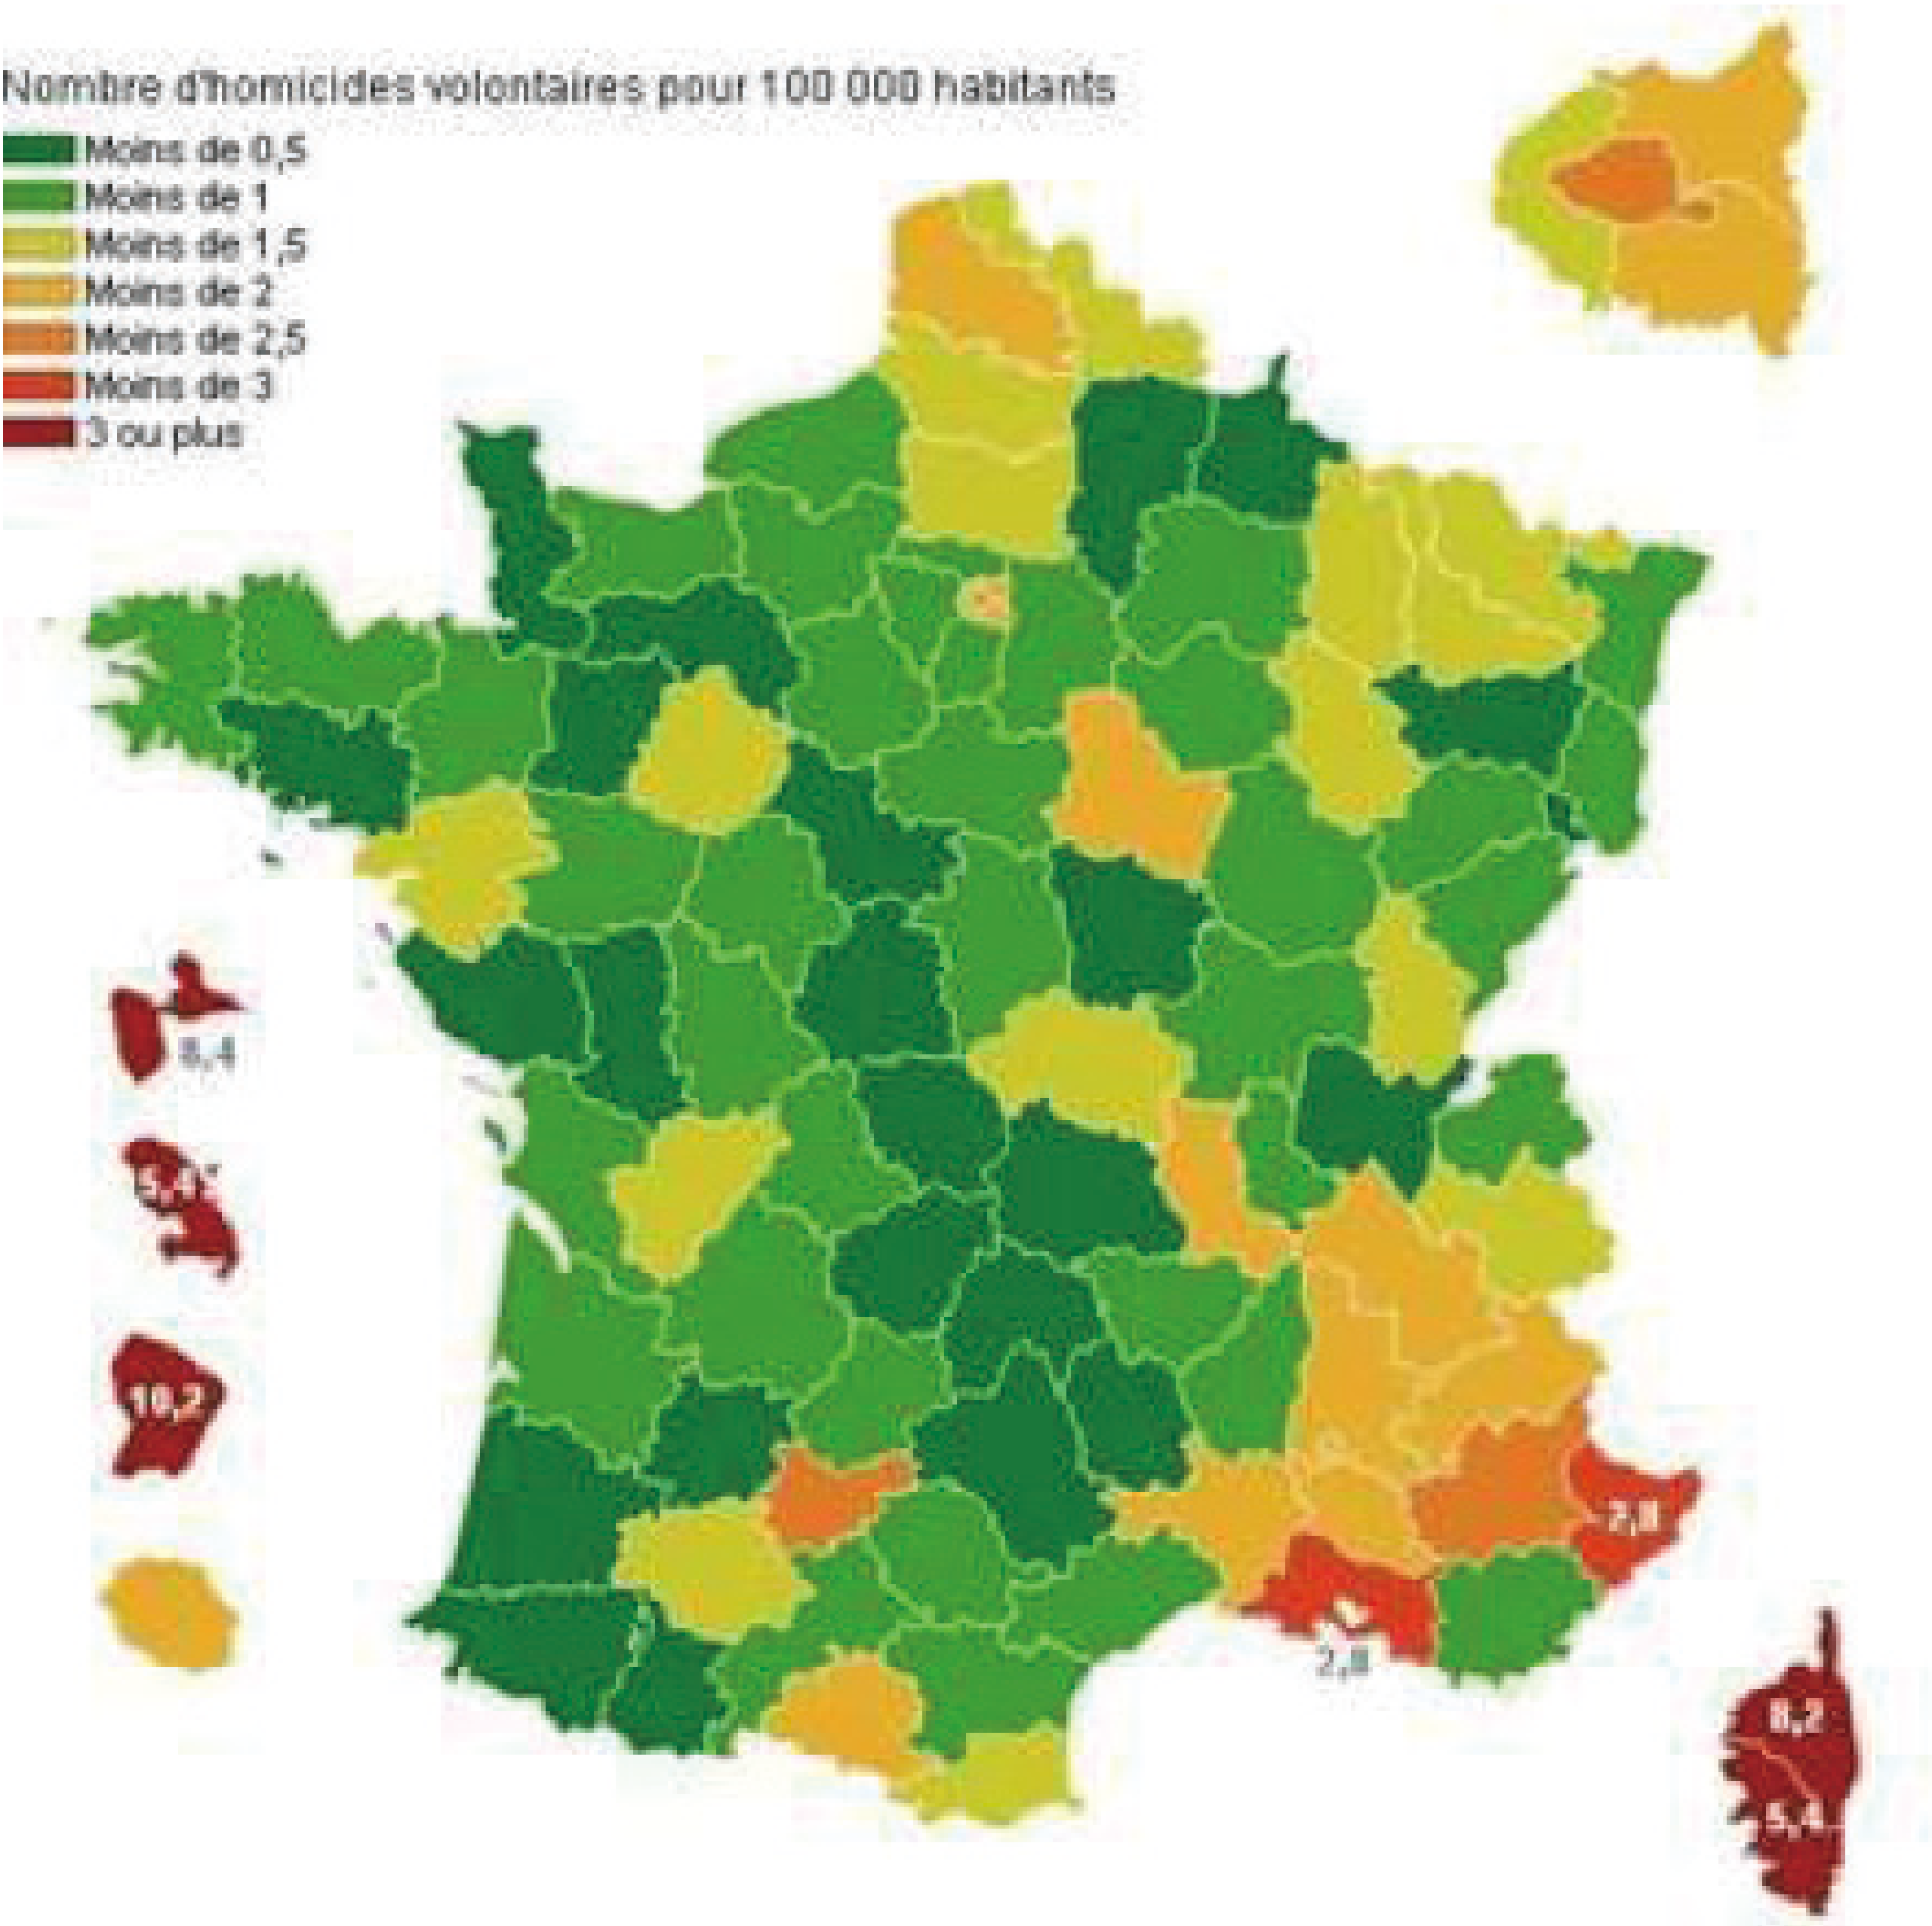 Nombre d'homicides volontaires pour 100 000 habitants
Moins de 0,5
Moins de 1
Moins de 1,5
Moins de 2
Moins de 2,5
Moins de 3
3 ou plus
2,8
2,8
8,2
5,4